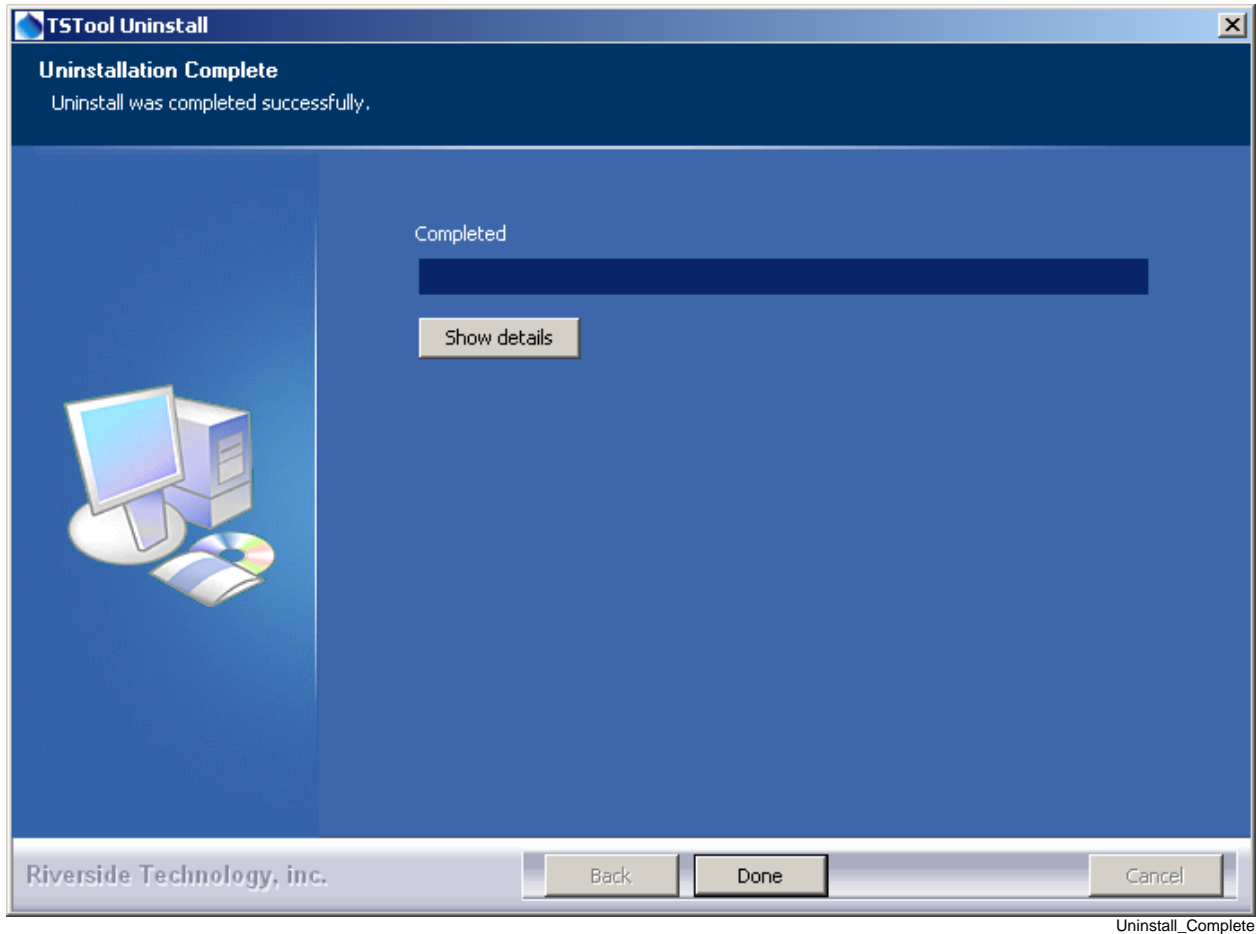 TSTool Uninstall
Uninstallation Complete
Uninstall was completed successfully.
Completed
Show details
Riverside Technology, inc.
Back
Done
Cancel
Uninstall_Complete